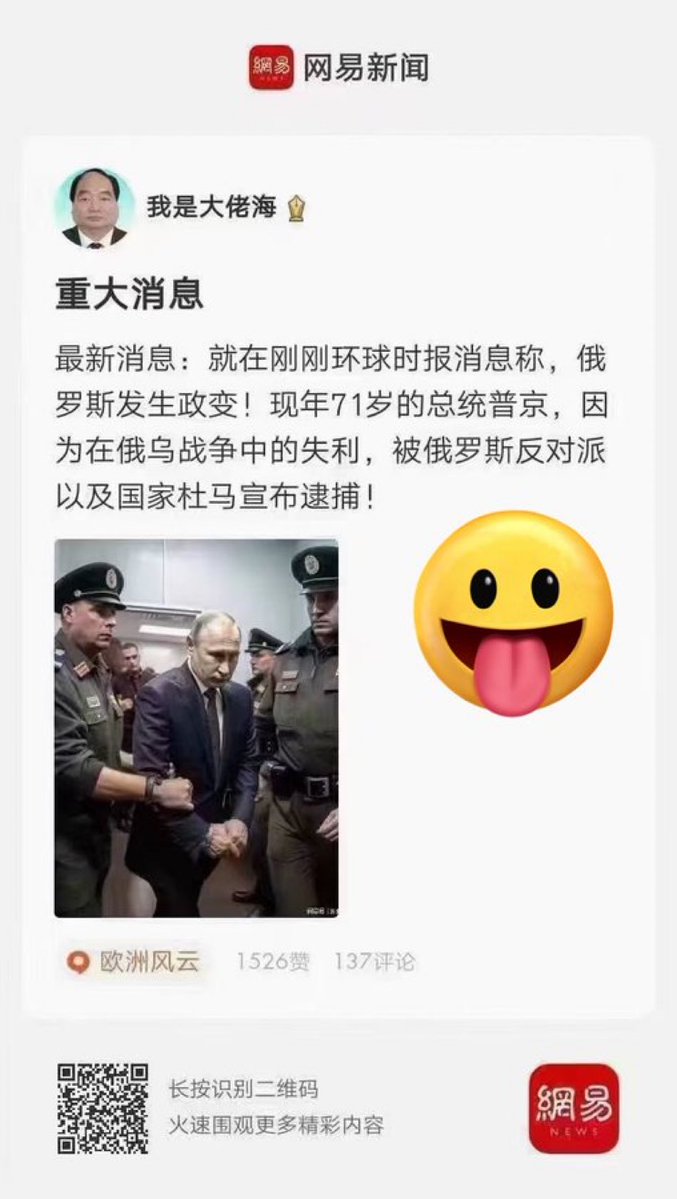 網易
NEWS
网易新闻
我是大佬海
重大消息
最新消息：就在刚刚环球时报消息称，俄
罗斯发生政变！现年71岁的总统普京，因
为在俄乌战争中的失利，被俄罗斯反对派
以及国家杜马宣布逮捕！
欧洲风云
1526赞
137评论
长按识别二维码
火速围观更多精彩内容
網易
NEWS